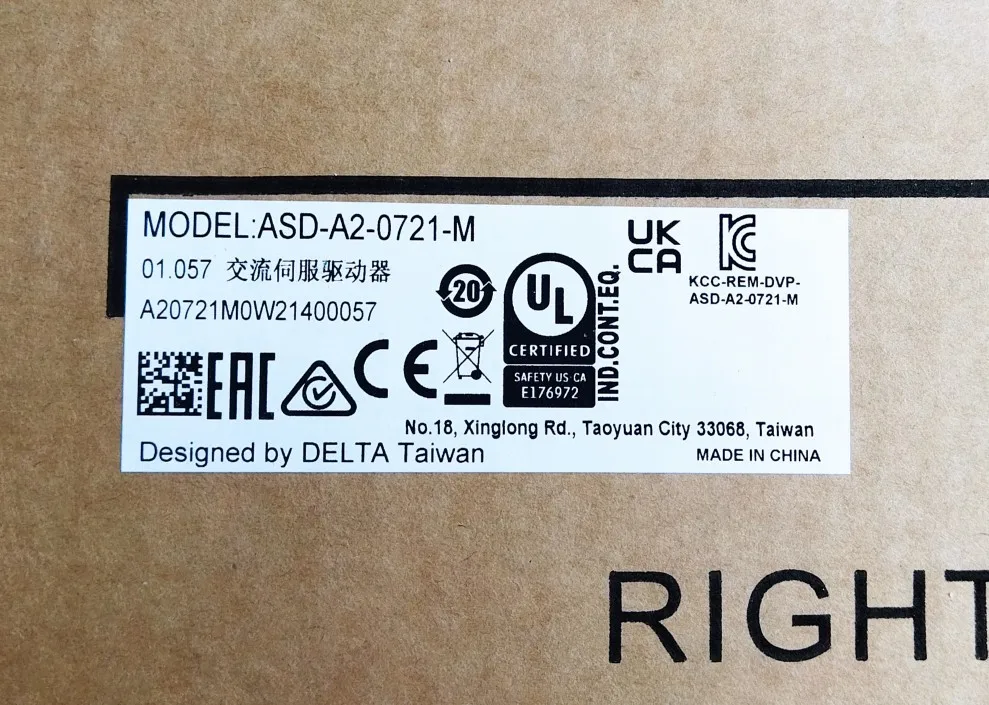 MODEL:ASD-A2-0721-M
01.057 交流伺服驱动器
A20721M0W21400057
20
UL
CERTIFIED
SAFETY US·CA
E176972
IND.CONT.EQ.
UK
CA
KCC-REM-DVP-
ASD-A2-0721-M
EAC
CE
No.18, Xinglong Rd., Taoyuan City 33068, Taiwan
Designed by DELTA Taiwan
MADE IN CHINA
RIGHT